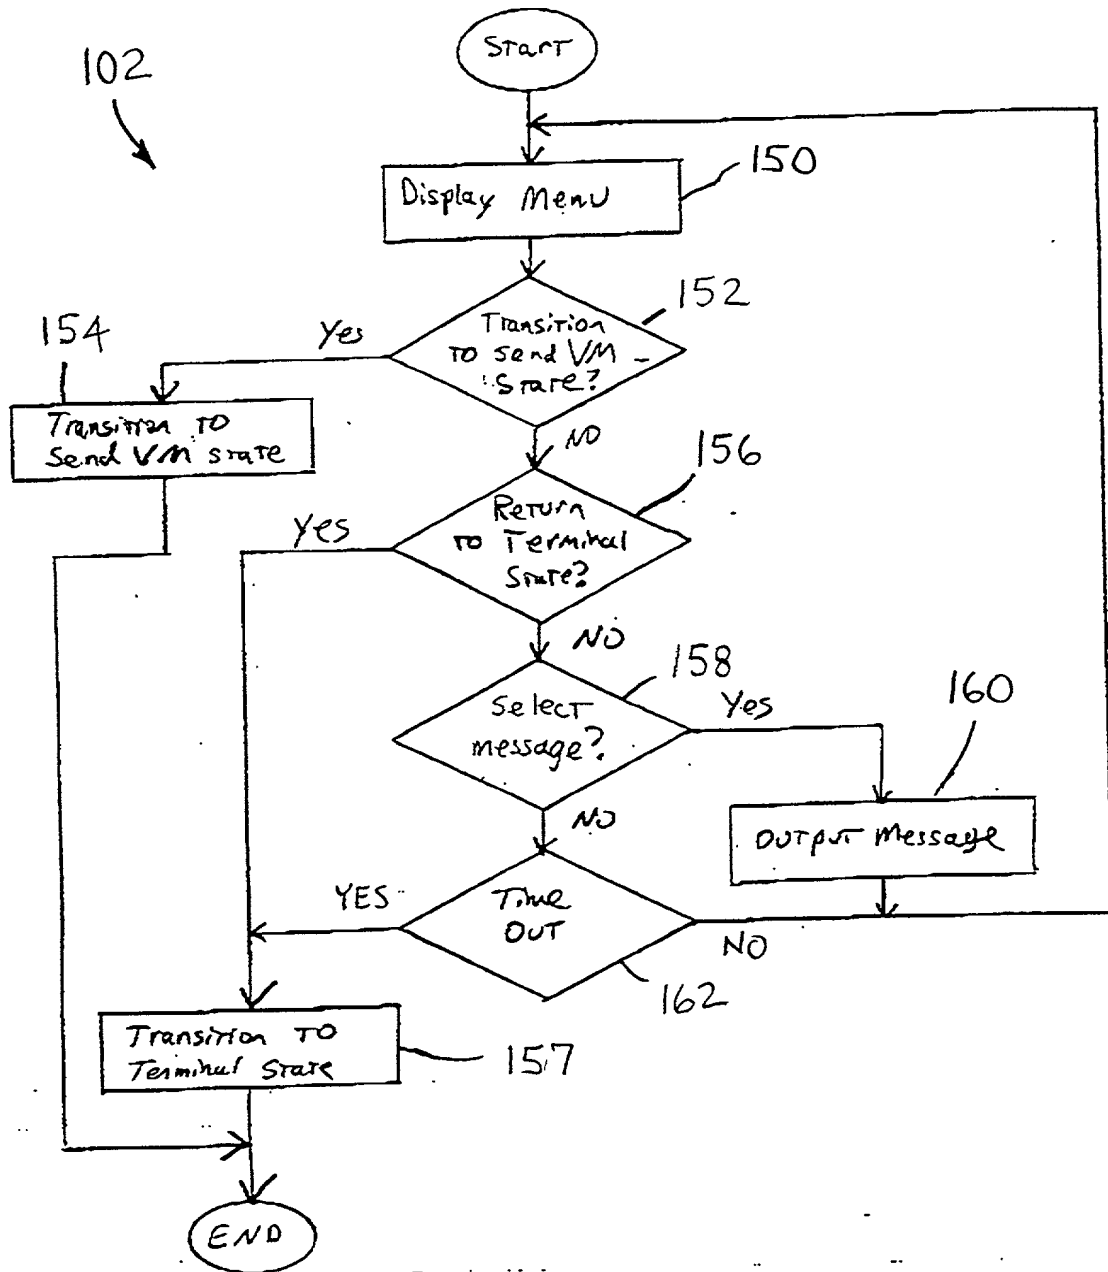 Start
102
150
Display Menu
152
Transition
to send VM
State?
Yes
154
Transition to
Send VM state
NO
156
Return
to Terminal
State?
Yes
NO
158
Select
message?
Yes
160
NO
Output Message
Time
Out
YES
NO
162
Transition To
Terminal State
157
END